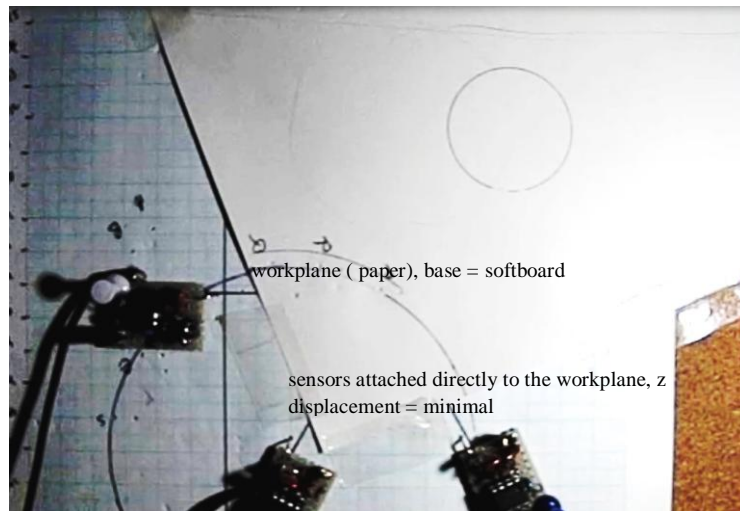 workplane ( paper), base = softboard
sensors attached directly to the workplane, z
displacement = minimal